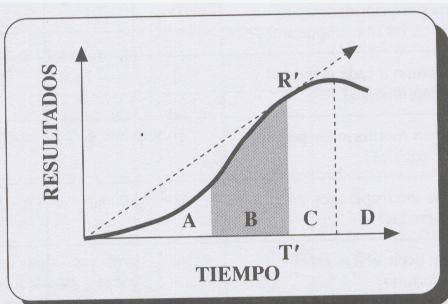 R′
RESULTADOS
A B C D
T′
TIEMPO